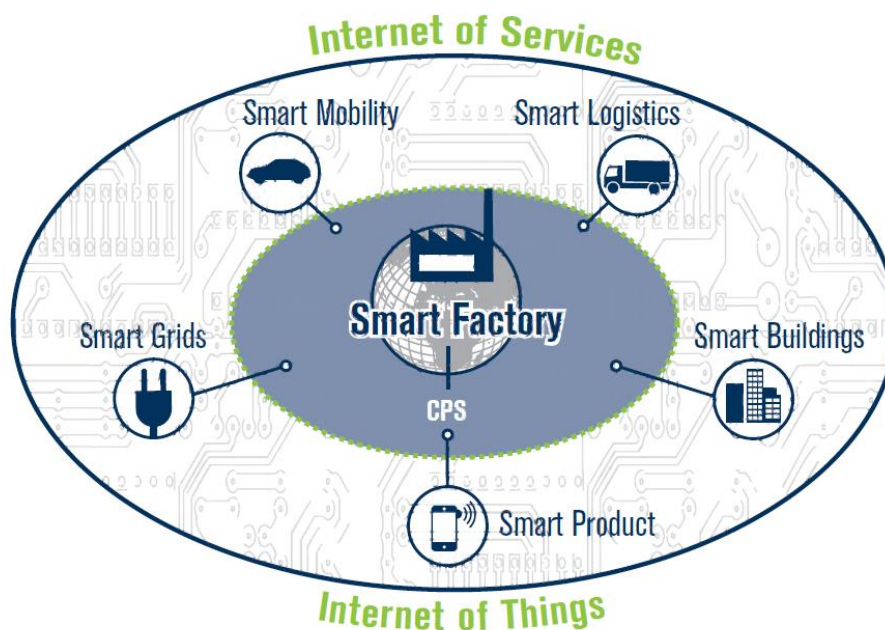 Internet of Services
Smart Mobility
Smart Logistics
Smart Factory
Smart Grids
Smart Buildings
CPS
Smart Product
Internet of Things